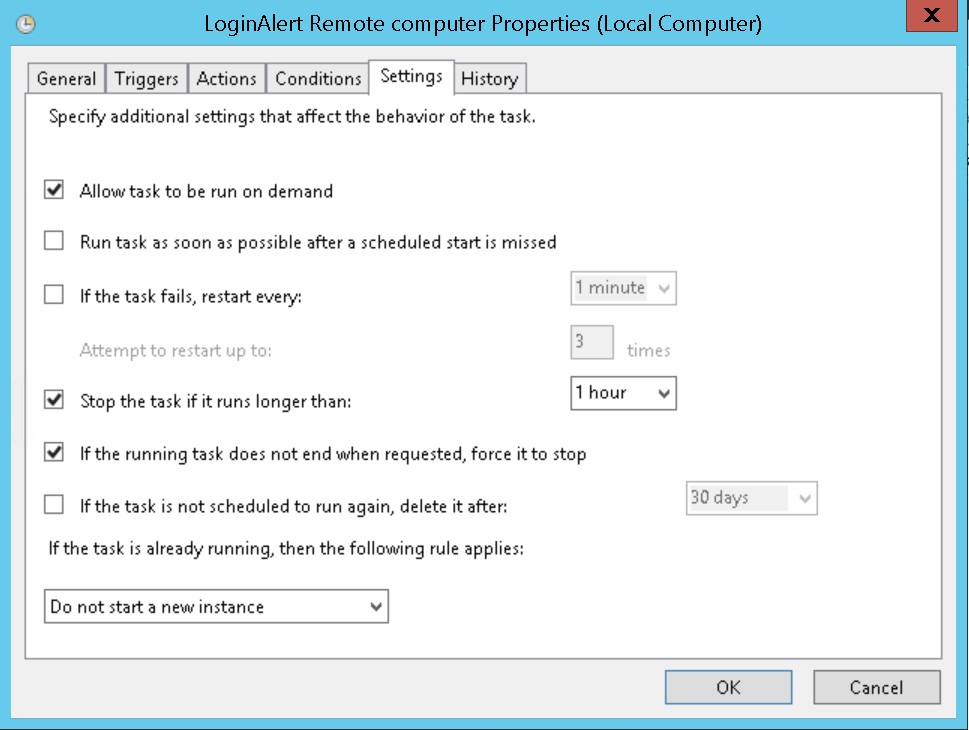 LoginAlert Remote computer Properties (Local Computer)
X
General Triggers Actions Conditions Settings History
Specify additional settings that affect the behavior of the task.
Allow task to be run on demand
Run task as soon as possible after a scheduled start is missed
If the task fails, restart every: 1 minute
Attempt to restart up to: 3 times
Stop the task if it runs longer than: 1 hour
If the running task does not end when requested, force it to stop
If the task is not scheduled to run again, delete it after: 30 days
If the task is already running, then the following rule applies:
Do not start a new instance
OK Cancel